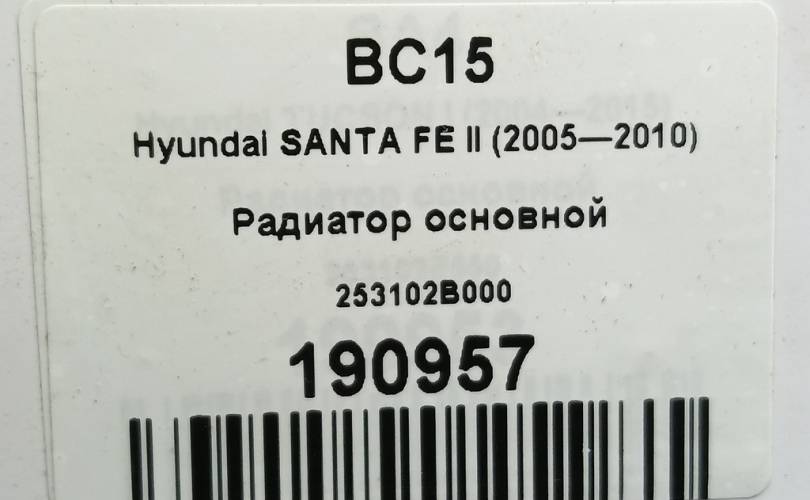 BC15
Hyundai SANTA FE II (2005—2010)
Радиатор основной
253102B000
190957